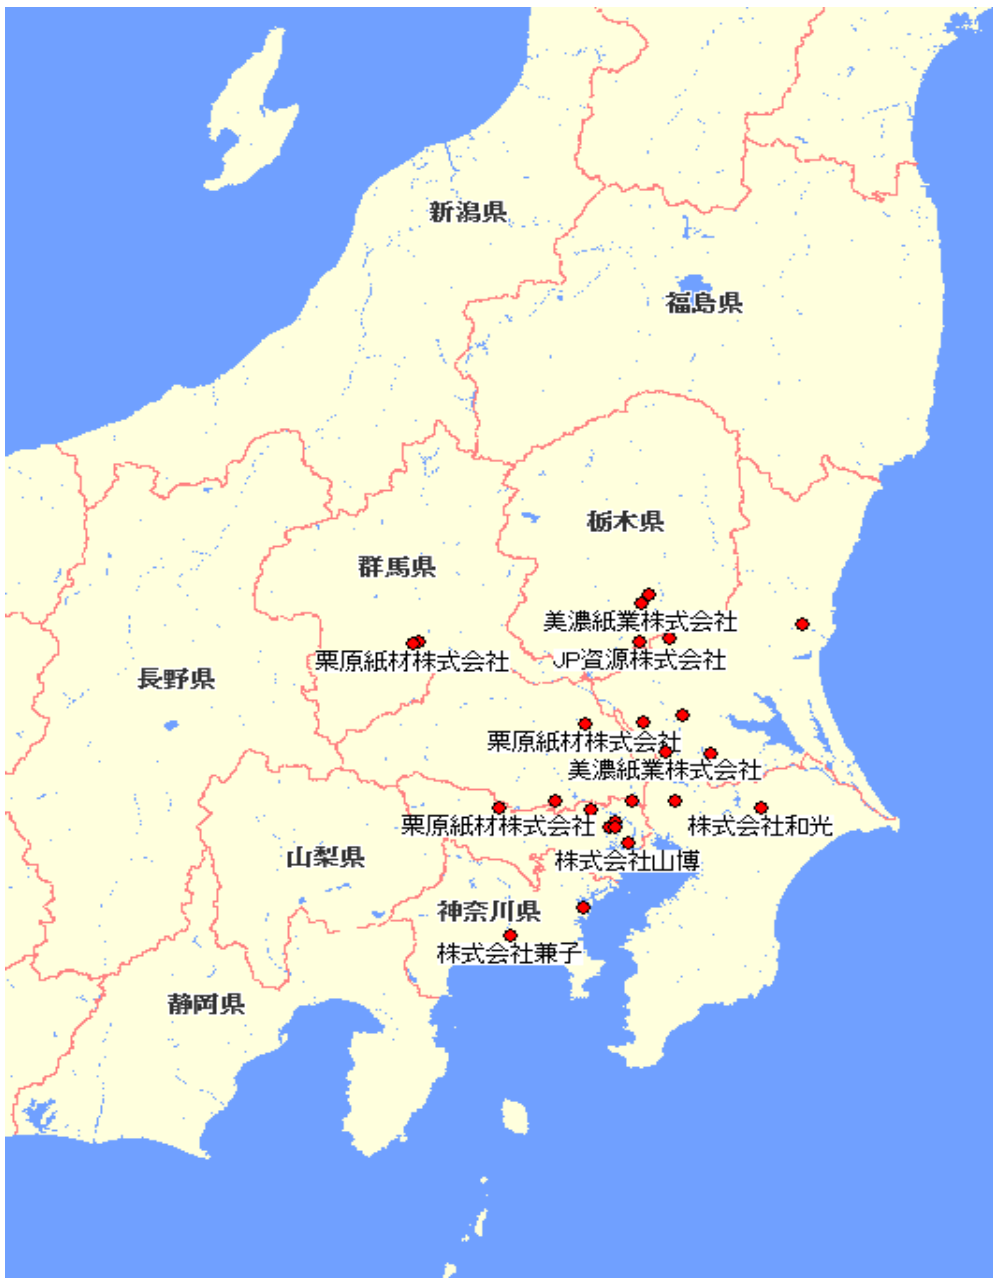 新潟県
福島県
栃木県
群馬県
美濃紙業株式会社
栗原紙材株式会社
JP資源株式会社
長野県
栗原紙材株式会社
美濃紙業株式会社
栗原紙材株式会社
株式会社和光
山梨県
株式会社山博
神奈川県
株式会社兼子
静岡県